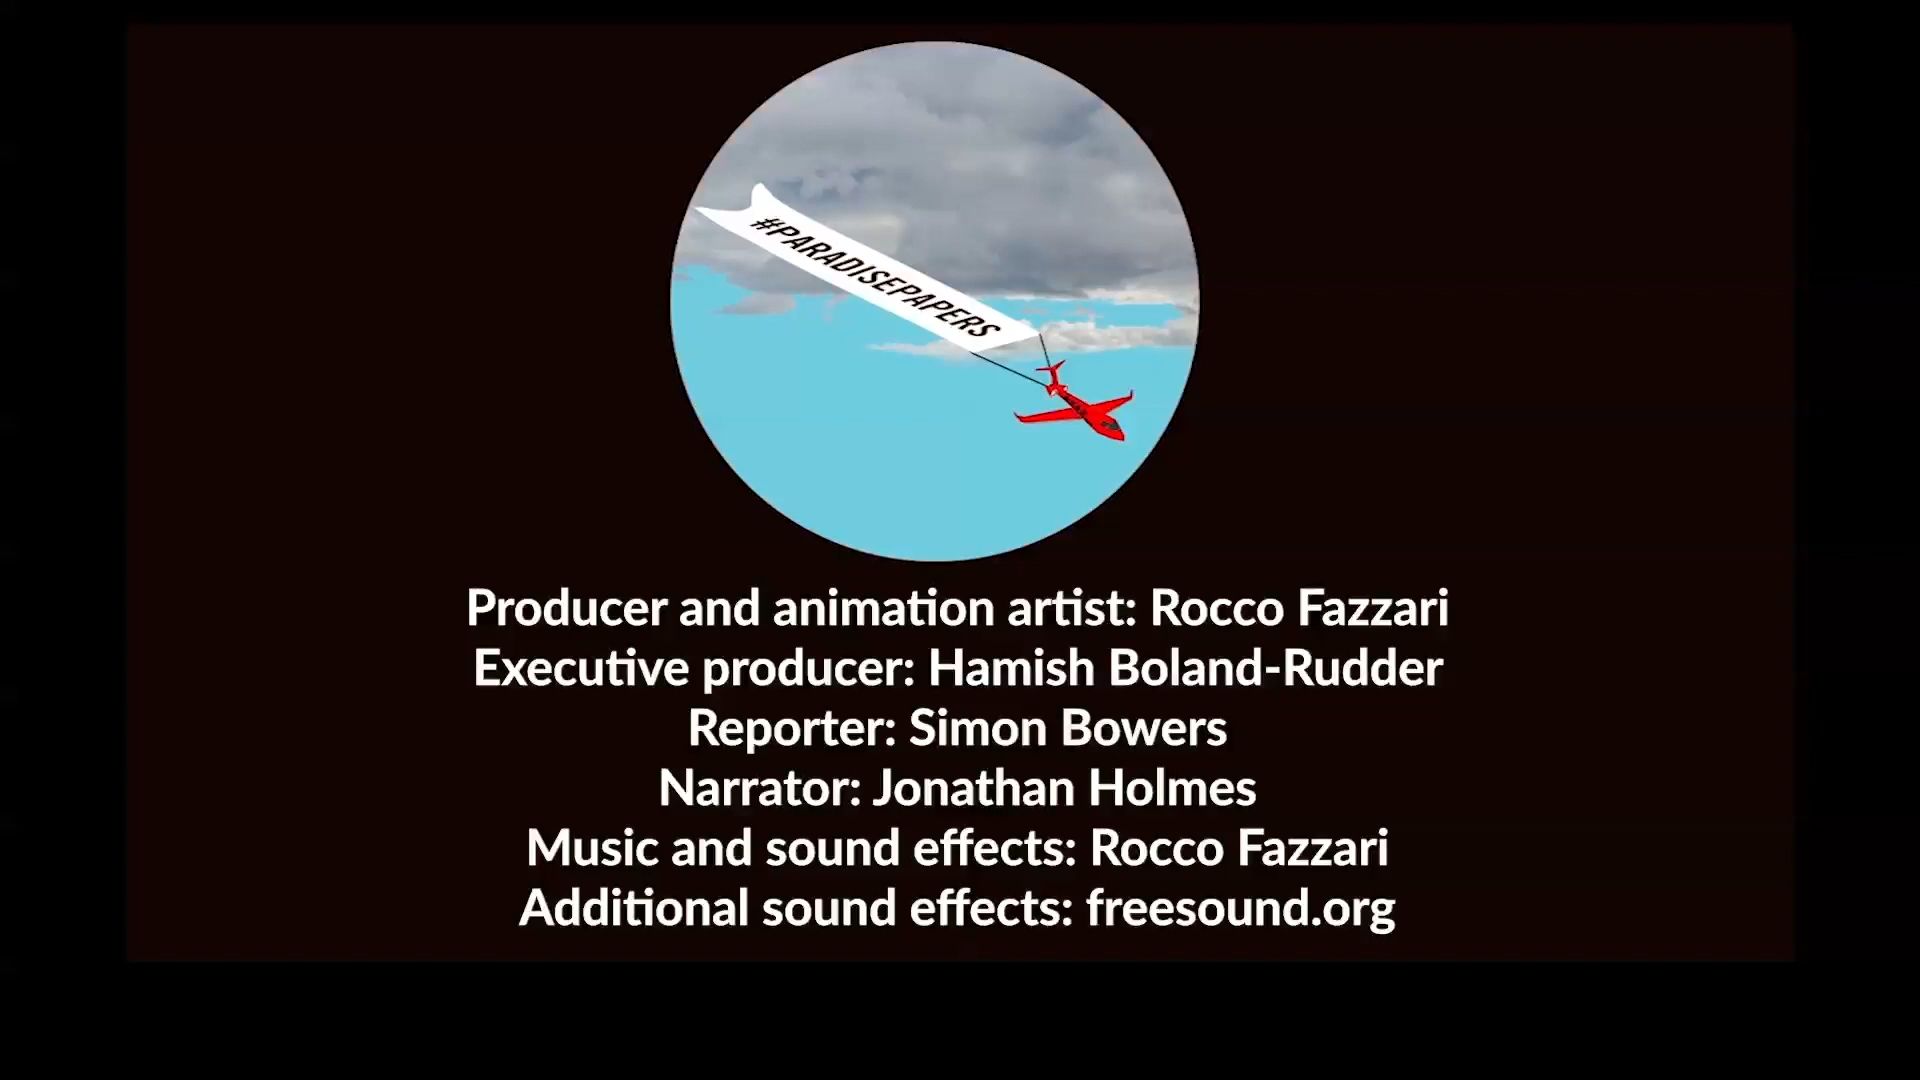 #PARADISEPAPERS
Producer and animation artist: Rocco Fazzari
Executive producer: Hamish Boland-Rudder
Reporter: Simon Bowers
Narrator: Jonathan Holmes
Music and sound effects: Rocco Fazzari
Additional sound effects: freesound.org